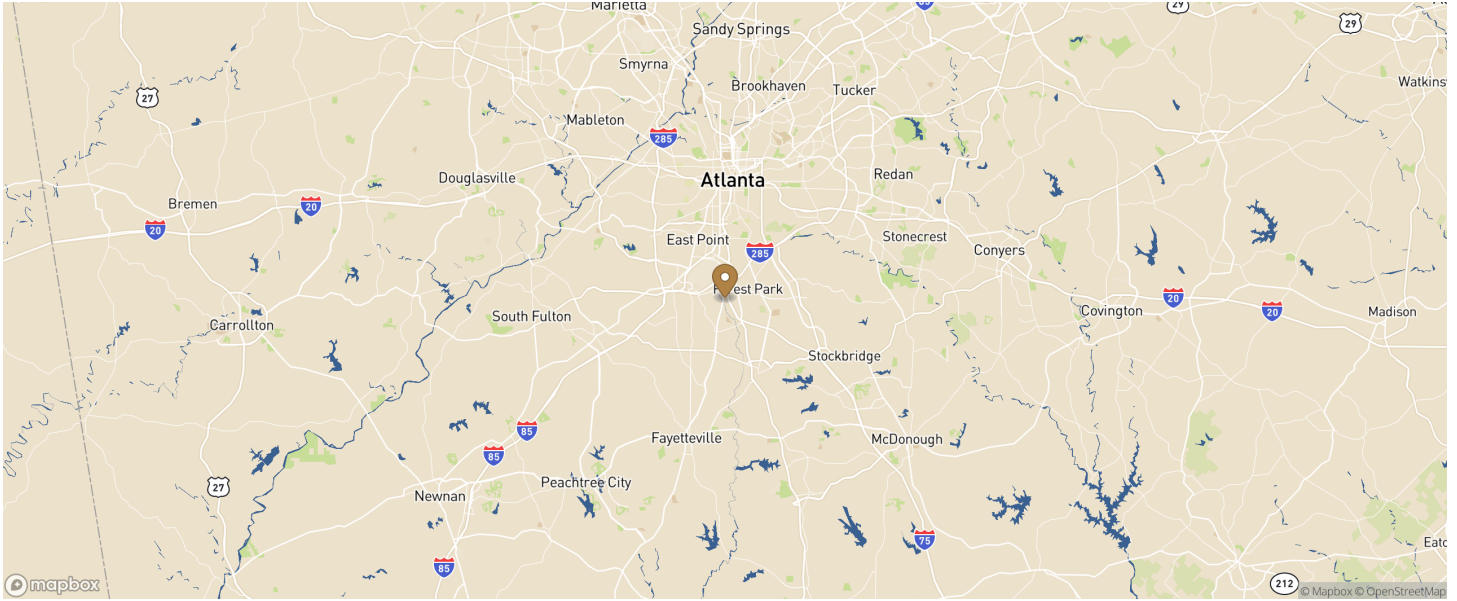 Marietta
Sandy Springs
29
29
Smyrna
Brookhaven
Tucker
Watkins
27
Mableton
285
Atlanta
Redan
Douglasville
Bremen
20
20
East Point
Stonecrest
Conyers
285
Forest Park
20
20
Covington
Madison
South Fulton
Carrollton
Stockbridge
85
Fayetteville
McDonough
85
27
Newnan
Peachtree City
75
Eato
85
212
mapbox
© Mapbox © OpenStreetMap